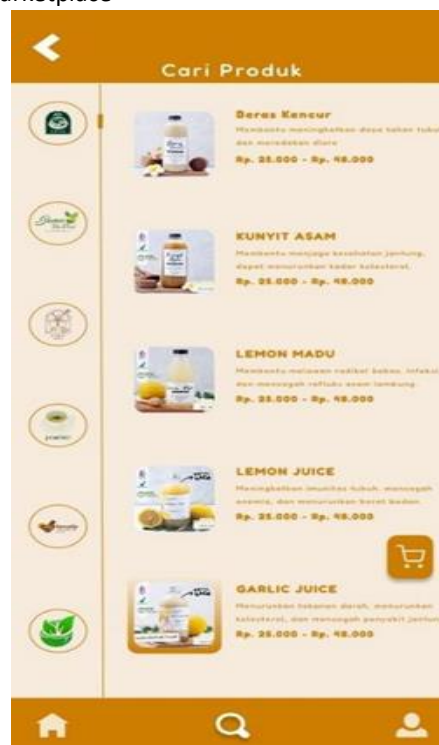 Cari Produk
Beras Kencur
Membantu meningkatkan daya tahan tubu
dan meredakan diare
Rp. 25.000 - Rp. 48.000
KUNYIT ASAM
Membantu menjaga kesehatan jantung,
dapat menurunkan kadar kolesterol.
Rp. 25.000 - Rp. 48.000
LEMON MADU
Membantu melawan radikal bebas, infeksi
dan mencegah refluks asam lambung.
Rp. 25.000 - Rp. 48.000
LEMON JUICE
Meningkatkan imunitas tubuh, mencegah
anemia, dan menurunkan berat badan.
Rp. 25.000 - Rp. 48.000
GARLIC JUICE
Menurunkan tekanan darah, menurunkan
kolesterol, dan mencegah penyakit jantun
Rp. 25.000 - Rp. 48.000